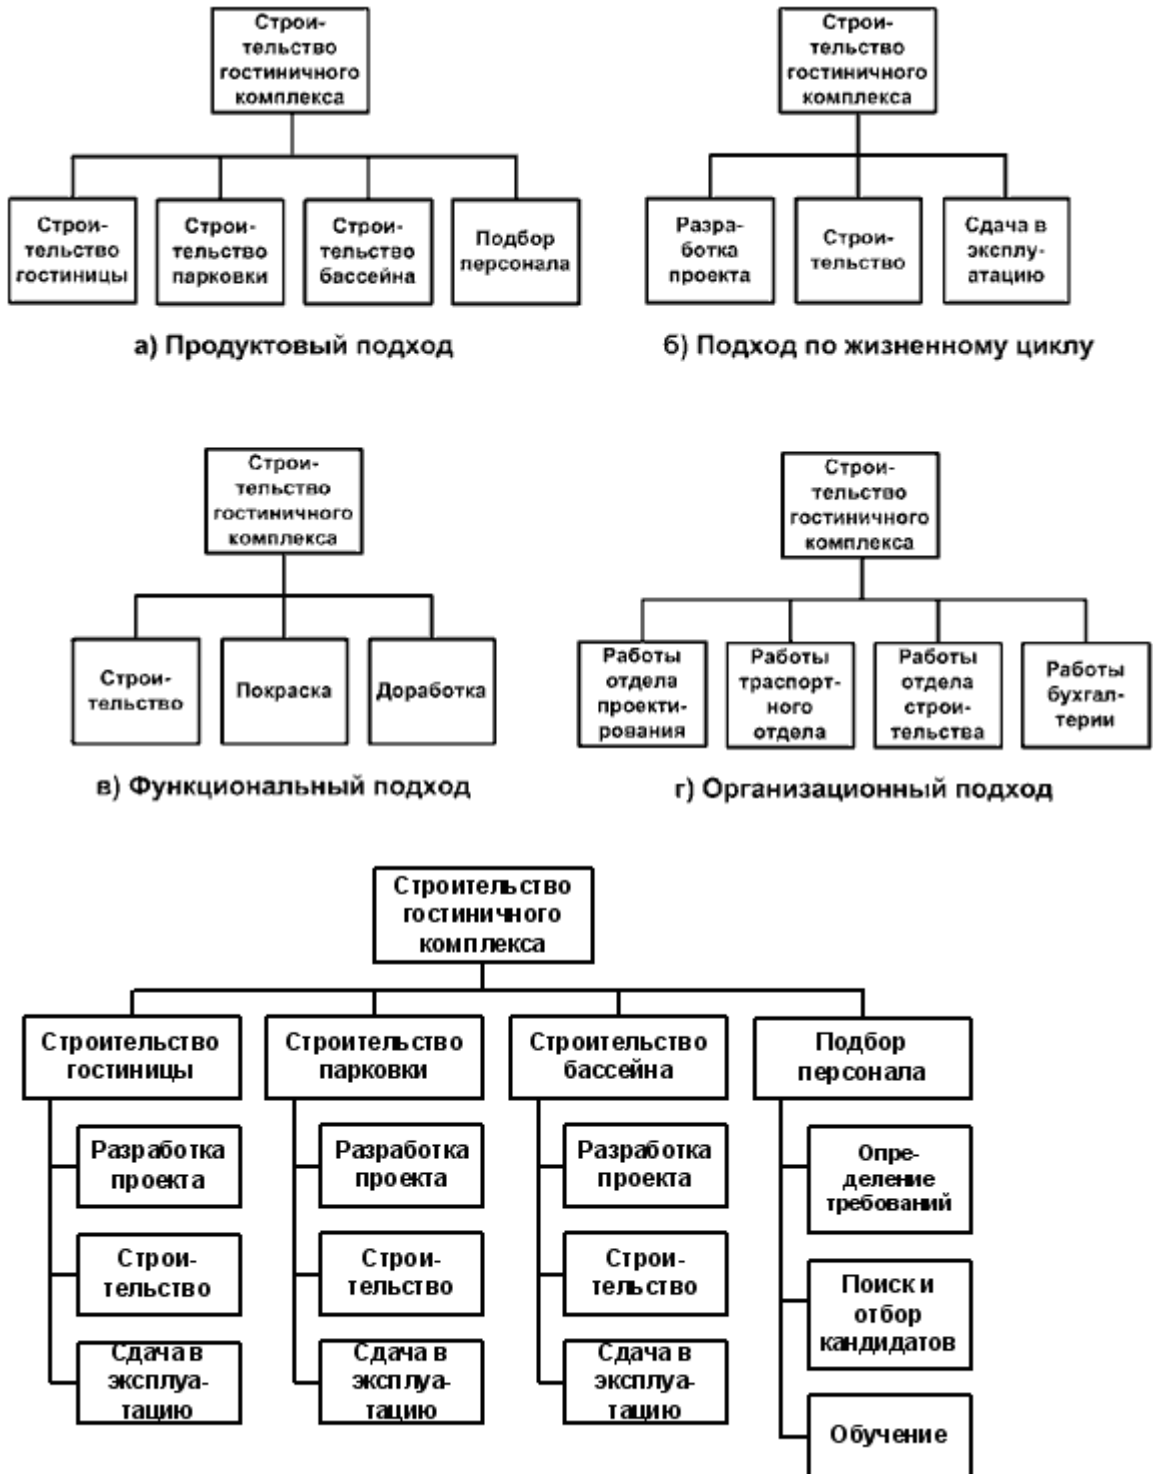 Строи-
тельство
гостиничного
комплекса
Строи-
тельство
гостиницы
Строи-
тельство
парковки
Строи-
тельство
бассейна
Подбор
персонала
а) Продуктовый подход
Строи-
тельство
гостиничного
комплекса
Разра-
ботка
проекта
Строи-
тельство
Сдача в
эксплу-
атацию
б) Подход по жизненному циклу
Строи-
тельство
гостиничного
комплекса
Строи-
тельство
Покраска
Доработка
в) Функциональный подход
Строи-
тельство
гостиничного
комплекса
Работы
отдела
проекти-
рования
Работы
траспорт-
ного
отдела
Работы
отдела
строи-
тельства
Работы
бухгал-
терии
г) Организационный подход
Строительство
гостиничного
комплекса
Строительство
гостиницы
Разработка
проекта
Строи-
тельство
Сдача в
эксплуа-
тацию
Строительство
парковки
Разработка
проекта
Строи-
тельство
Сдача в
эксплуа-
тацию
Строительство
бассейна
Разработка
проекта
Строи-
тельство
Сдача в
эксплуа-
тацию
Подбор
персонала
Опре-
деление
требований
Поиск и
отбор
кандидатов
Обучение